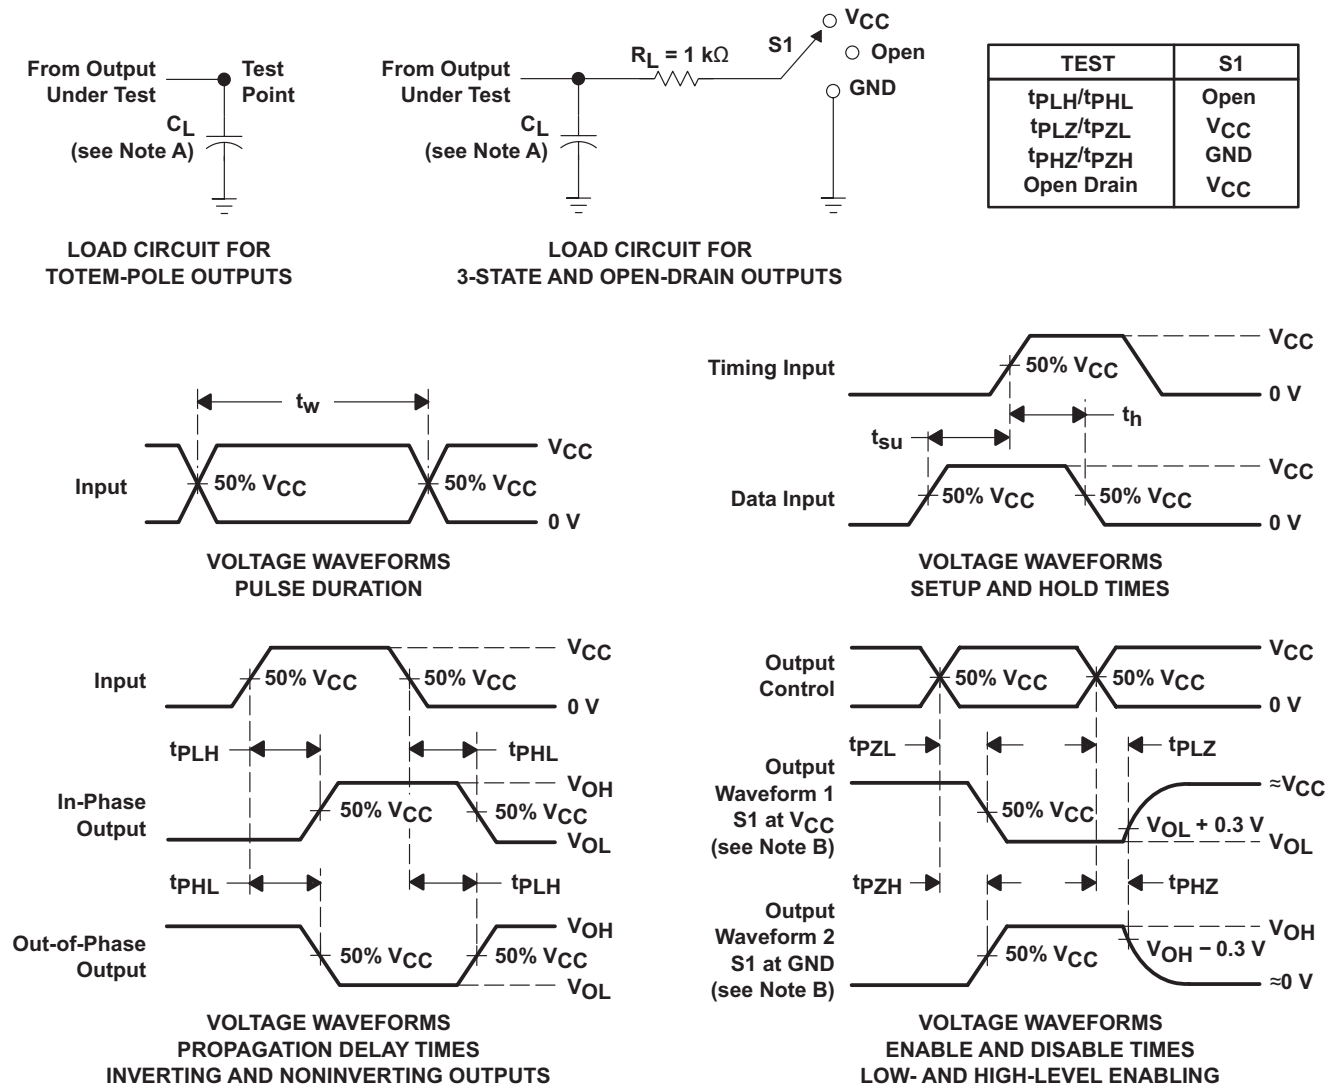 From Output
Under Test
Test
Point
CL
(see Note A)
LOAD CIRCUIT FOR
TOTEM-POLE OUTPUTS
From Output
Under Test
RL = 1 kΩ
S1
VCC
Open
GND
CL
(see Note A)
LOAD CIRCUIT FOR
3-STATE AND OPEN-DRAIN OUTPUTS
TEST S1
tPLH/tPHL Open
tPLZ/tPZL VCC
tPHZ/tPZH GND
Open Drain VCC
tw
Input
50% VCC
50% VCC
VCC
0 V
VOLTAGE WAVEFORMS
PULSE DURATION
Timing Input
50% VCC
VCC
0 V
tsu
th
Data Input
50% VCC
50% VCC
VCC
0 V
VOLTAGE WAVEFORMS
SETUP AND HOLD TIMES
Input
50% VCC
50% VCC
VCC
0 V
tPLH
tPHL
In-Phase
Output
50% VCC
50% VCC
VOH
VOL
tPHL
tPLH
Out-of-Phase
Output
50% VCC
50% VCC
VOH
VOL
VOLTAGE WAVEFORMS
PROPAGATION DELAY TIMES
INVERTING AND NONINVERTING OUTPUTS
Output
Control
50% VCC
50% VCC
VCC
0 V
tPZL
tPLZ
Output
Waveform 1
S1 at VCC
(see Note B)
50% VCC
VOL + 0.3 V
≈VCC
VOL
tPZH
tPHZ
Output
Waveform 2
S1 at GND
(see Note B)
50% VCC
VOH − 0.3 V
VOH
≈0 V
VOLTAGE WAVEFORMS
ENABLE AND DISABLE TIMES
LOW- AND HIGH-LEVEL ENABLING